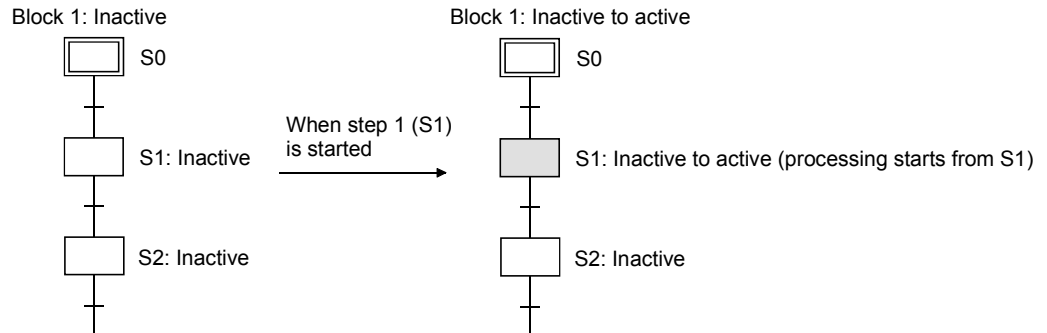 Block 1: Inactive
S0
S1: Inactive
S2: Inactive
When step 1 (S1)
is started
Block 1: Inactive to active
S0
S1: Inactive to active (processing starts from S1)
S2: Inactive